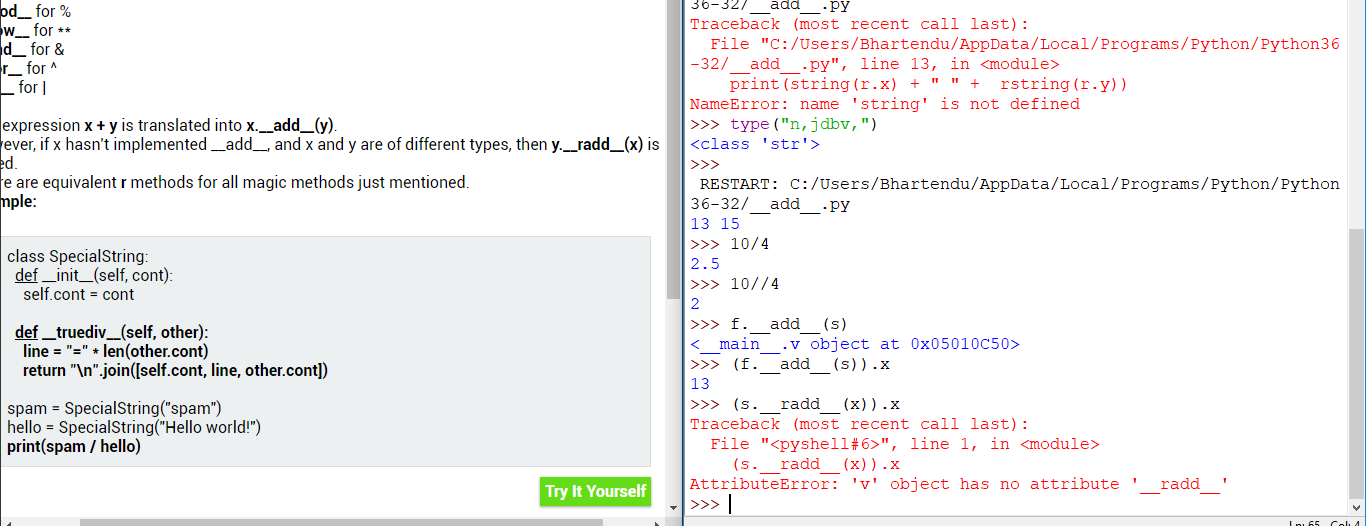 od__ for %
ow__ for **
nd__ for &
r__ for ^
__ for |
expression x + y is translated into x.__add__(y).
ever, if x hasn't implemented __add__, and x and y are of different types, then y.__radd__(x) is
ed.
re are equivalent r methods for all magic methods just mentioned.
mple:
class SpecialString:
def __init__(self, cont):
self.cont = cont
def __truediv__(self, other):
line = "=" * len(other.cont)
return "\n".join([self.cont, line, other.cont])
spam = SpecialString("spam")
hello = SpecialString("Hello world!")
print(spam / hello)
Try It Yourself
36-32/__add__.py
Traceback (most recent call last):
File "C:/Users/Bhartendu/AppData/Local/Programs/Python/Python36
-32/__add__.py", line 13, in <module>
print(string(r.x) + " " +  rstring(r.y))
NameError: name 'string' is not defined
>>> type("n,jdbv,")
<class 'str'>
>>>
RESTART: C:/Users/Bhartendu/AppData/Local/Programs/Python/Python
36-32/__add__.py
13 15
>>> 10/4
2.5
>>> 10//4
2
>>> f.__add__(s)
<__main__.v object at 0x05010C50>
>>> (f.__add__(s)).x
13
>>> (s.__radd__(x)).x
Traceback (most recent call last):
File "<pyshell#6>", line 1, in <module>
(s.__radd__(x)).x
AttributeError: 'v' object has no attribute '__radd__'
>>>
Ln: 65 Col: 4